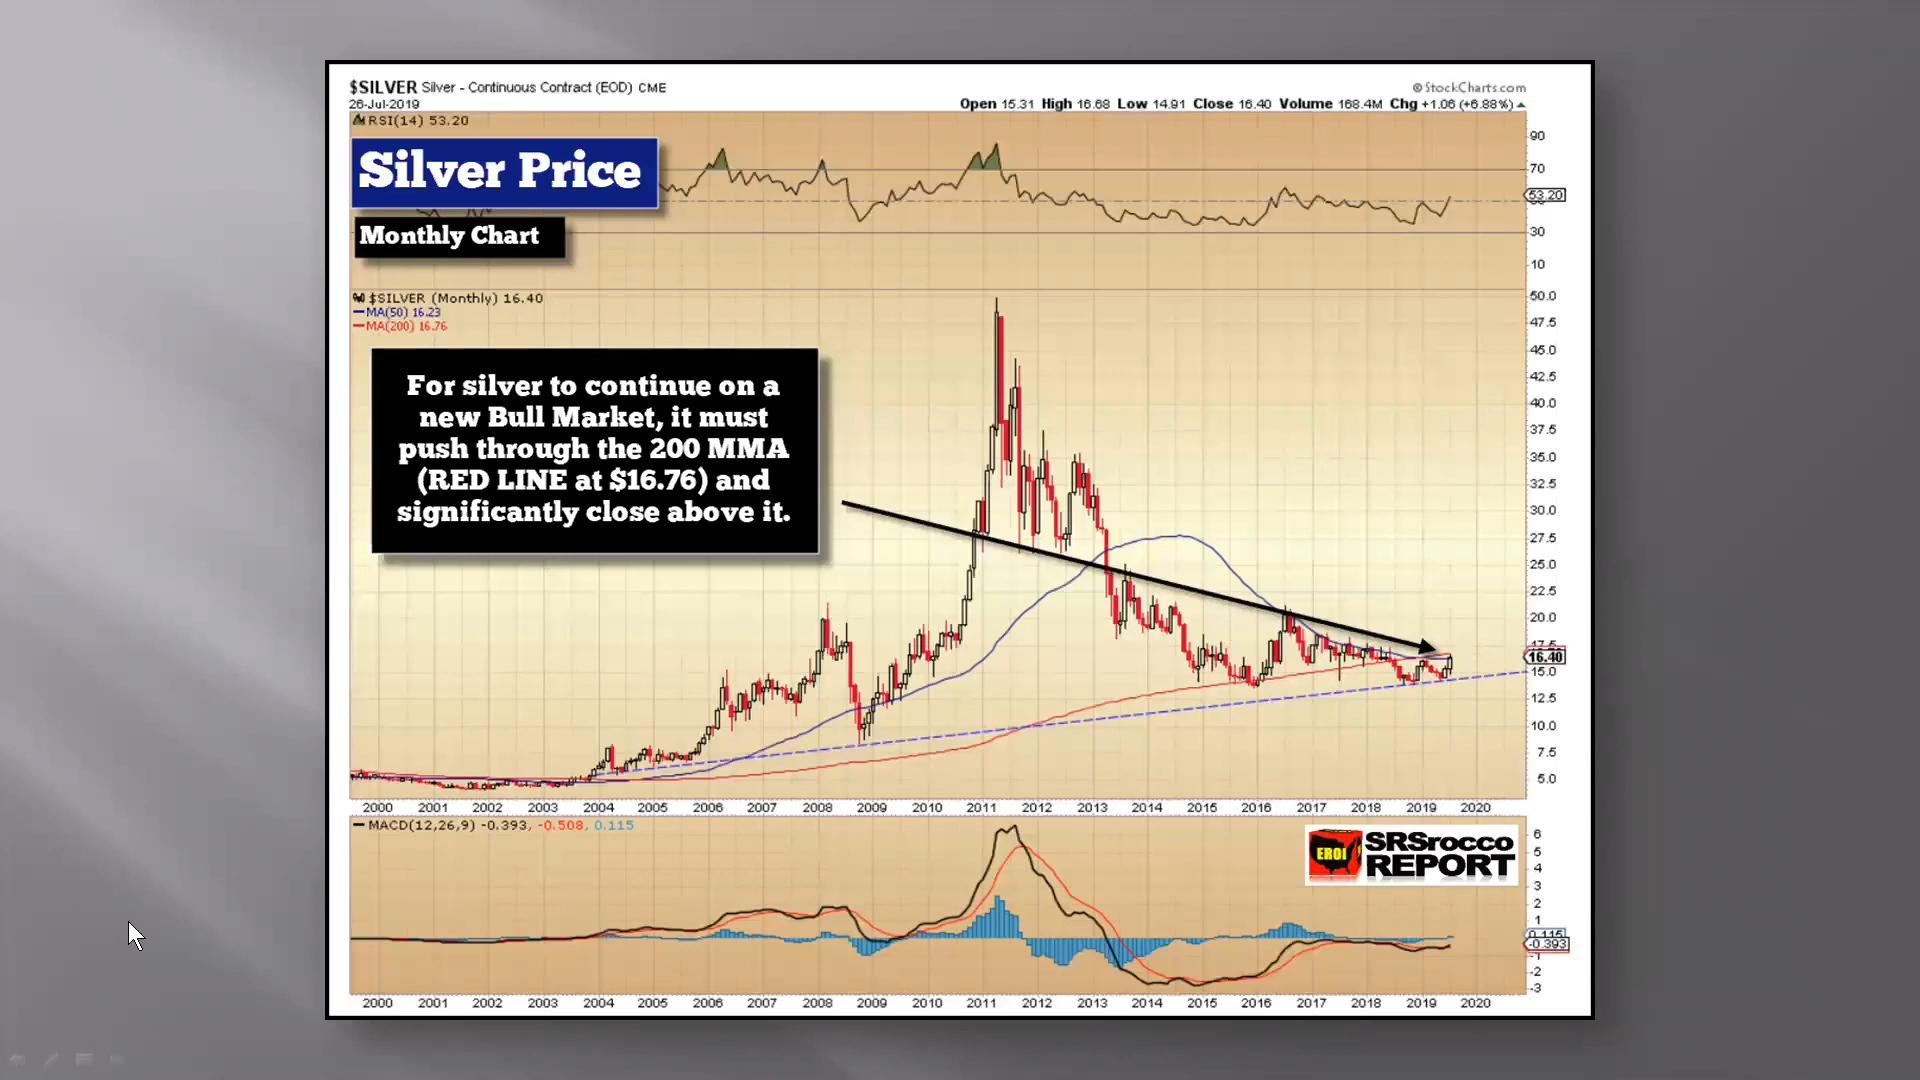 $SILVER Silver - Continuous Contract (EOD) CME
©StockCharts.com
26-Jul-2019
Open 15.31 High 16.68 Low 14.91 Close 16.40 Volume 168.4M Chg +1.06 (+6.88%)
RSI(14) 53.20
90
Silver Price
70
53.20
Monthly Chart
30
10
$SILVER (Monthly) 16.40
MA(50) 16.23
MA(200) 16.76
50.0
47.5
45.0
42.5
40.0
37.5
35.0
32.5
30.0
27.5
25.0
22.5
20.0
17.5
16.40
15.0
12.5
10.0
7.5
5.0
For silver to continue on a
new Bull Market, it must
push through the 200 MMA
(RED LINE at $16.76) and
significantly close above it.
2000 2001 2002 2003 2004 2005 2006 2007 2008 2009 2010 2011 2012 2013 2014 2015 2016 2017 2018 2019 2020
MACD(12,26,9) -0.393, -0.508, 0.115
EROI
SRSrocco
REPORT
6
5
4
3
2
1
0.115
-0.393
-1
-2
-3
2000 2001 2002 2003 2004 2005 2006 2007 2008 2009 2010 2011 2012 2013 2014 2015 2016 2017 2018 2019 2020